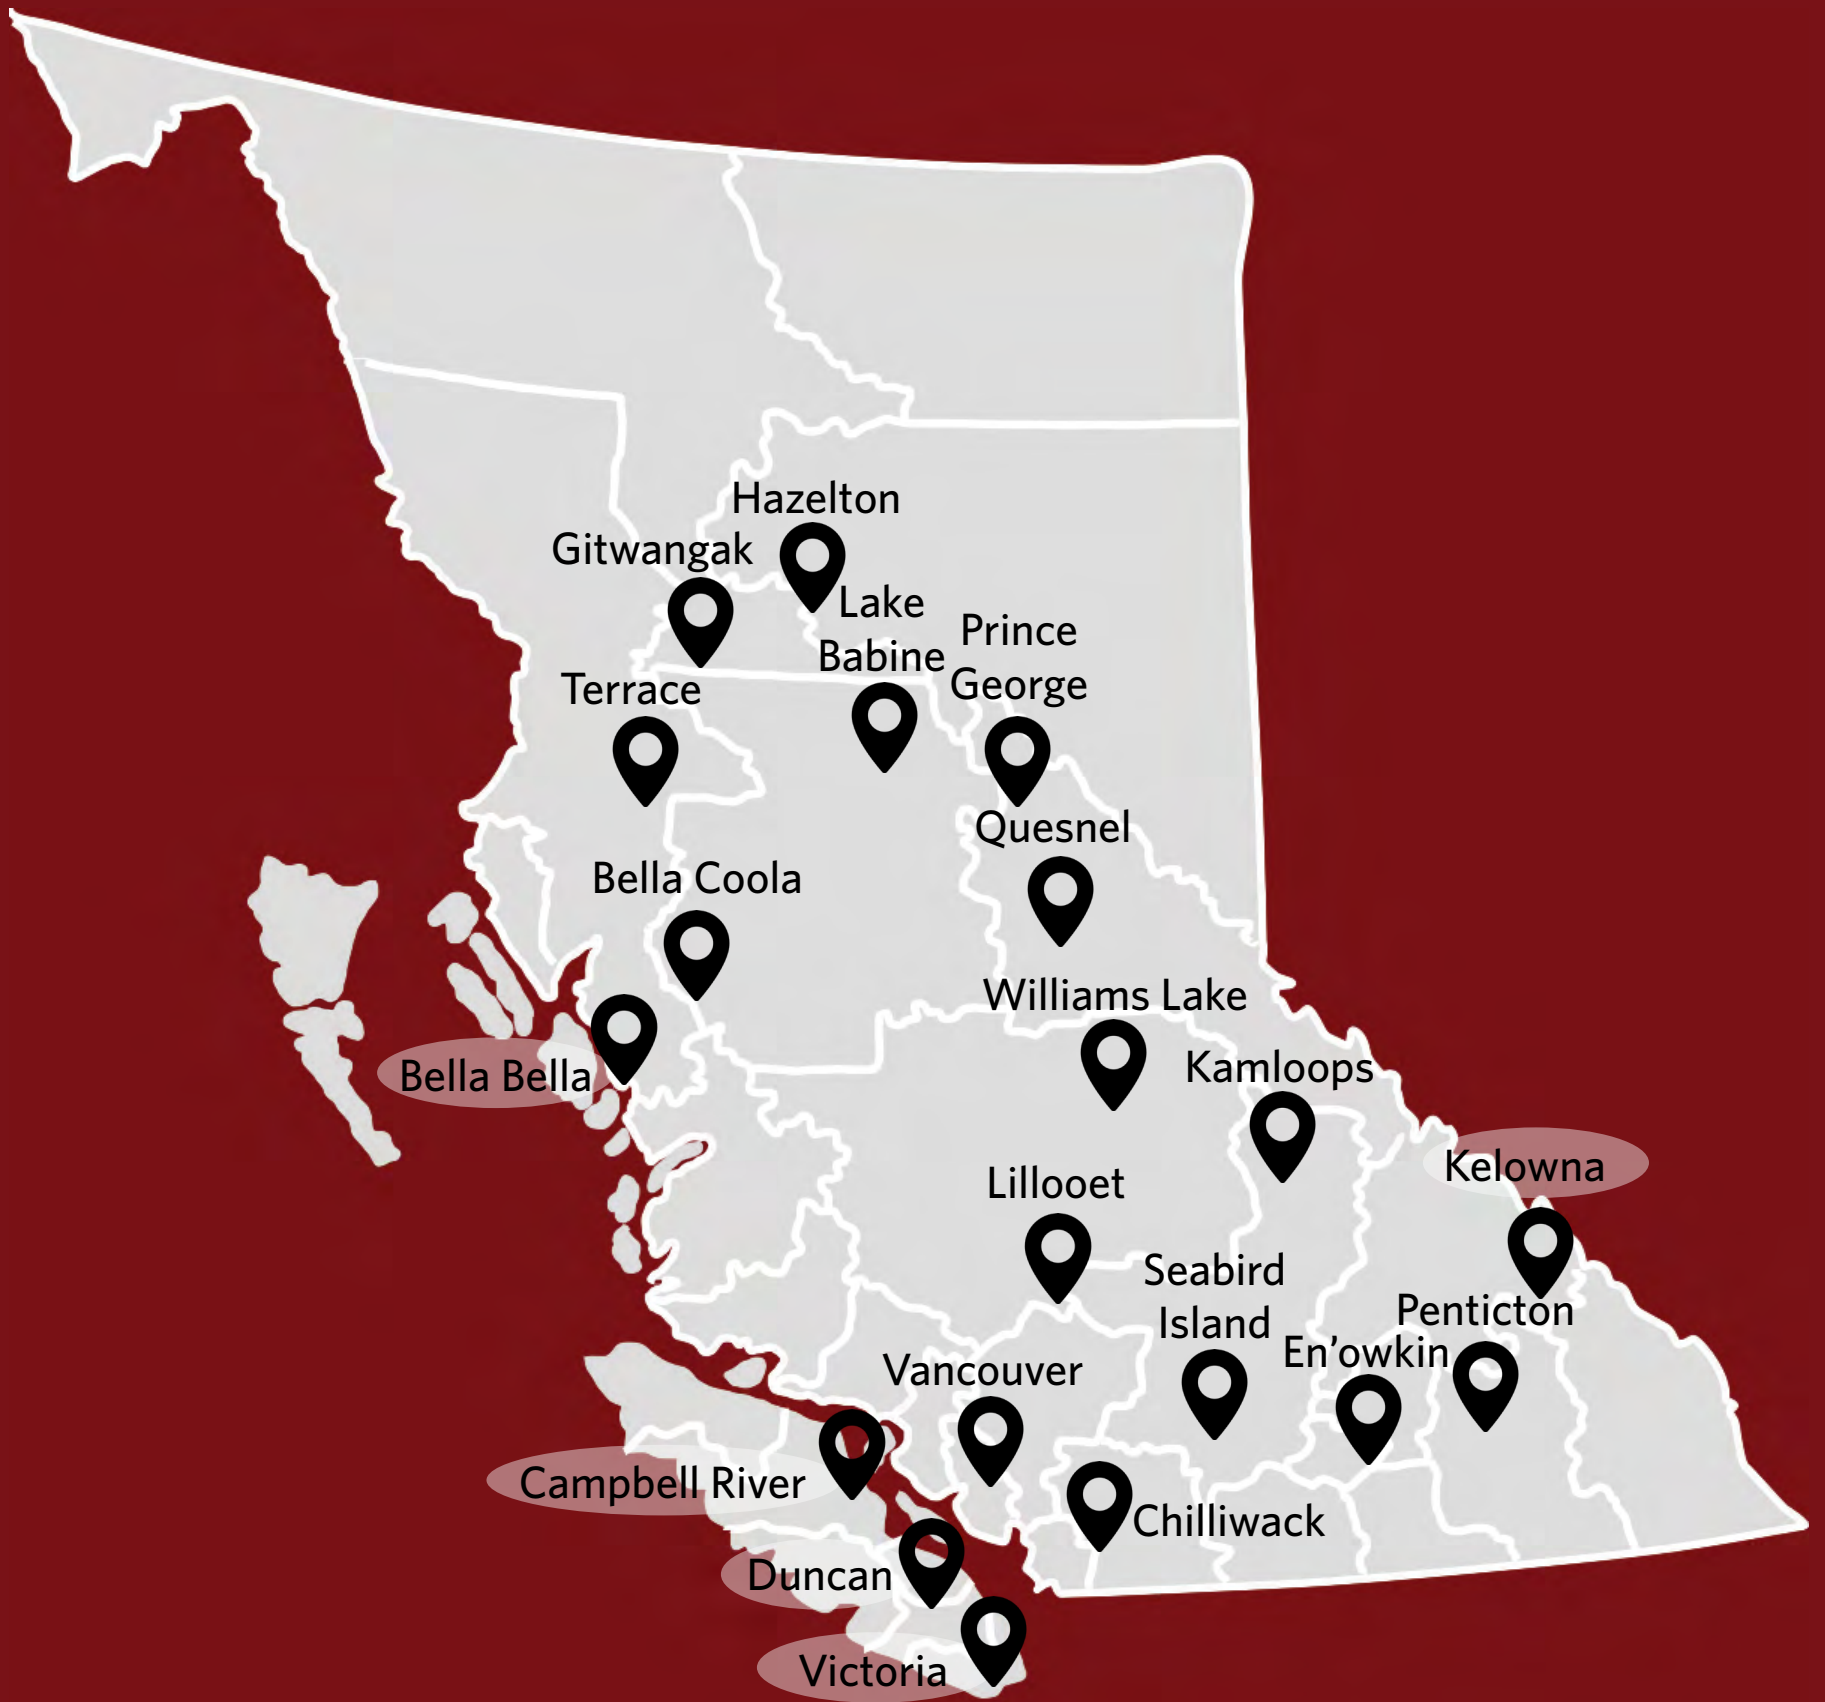 Hazelton
Gitwangak
Lake
Babine
Prince
George
Terrace
Quesnel
Bella Coola
Williams Lake
Bella Bella
Kamloops
Kelowna
Lillooet
Seabird
Island
Penticton
En’owkin
Vancouver
Campbell River
Chilliwack
Duncan
Victoria